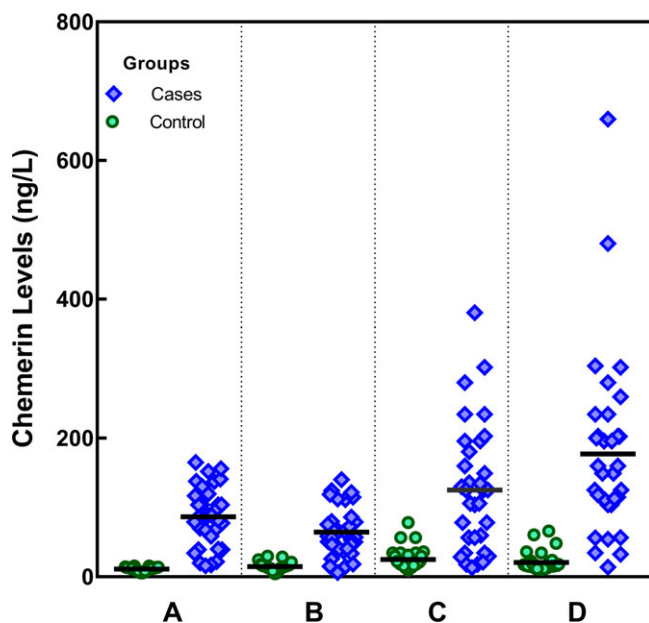 Chemerin Levels (ng/L)
800
600
400
200
0
Groups
Cases
Control
A
B
C
D